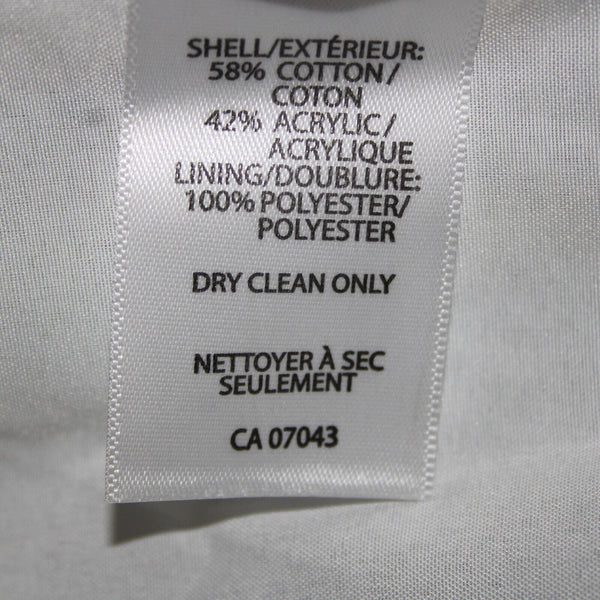 SHELL/EXTÉRIEUR:
58% COTTON/
COTON
42% ACRYLIC/
ACRYLIQUE
LINING/DOUBLURE:
100% POLYESTER/
POLYESTER
DRY CLEAN ONLY
NETTOYER À SEC
SEULEMENT
CA 07043